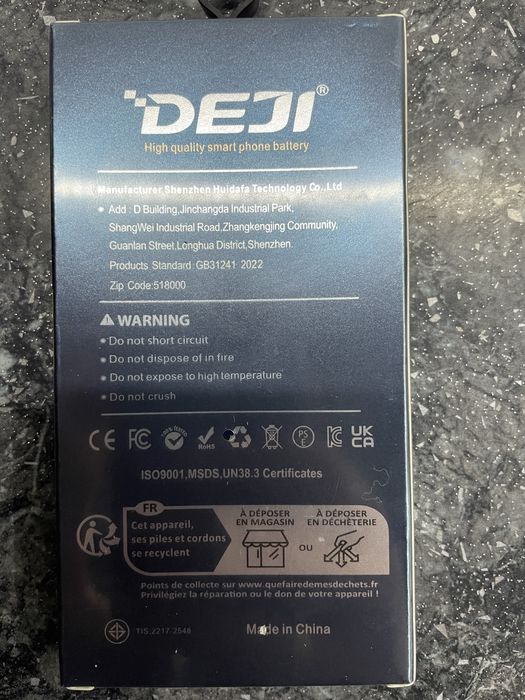 DEJI®
High quality smart phone battery
Manufacturer Shenzhen Huidafa Technology Co.,Ltd
• Add : D Building,Jinchangda Industrial Park,
ShangWei Industrial Road,Zhangkengjing Community,
Guanlan Street,Longhua District,Shenzhen.
Products Standard :GB31241 2022
Zip Code:518000
WARNING
• Do not short circuit
• Do not dispose of in fire
• Do not expose to high temperature
• Do not crush
CE FC RoHS PSE KC UK CA
ISO9001,MSDS,UN38.3 Certificates
FR
Cet appareil,
ses piles et cordons
se recyclent
À DÉPOSER
EN MAGASIN
OU
À DÉPOSER
EN DÉCHÈTERIE
Points de collecte sur www.quefairedemesdechets.fr
Privilégiez la réparation ou le don de votre appareil !
TIS:2217-2548
Made in China